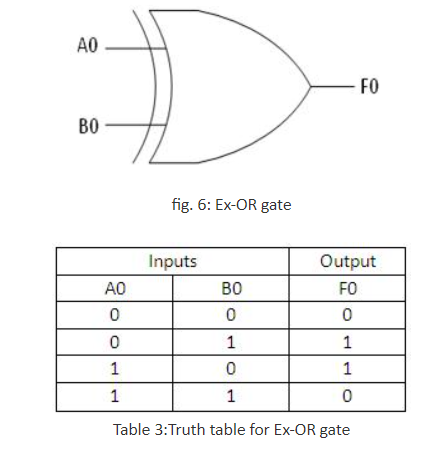 A0
F0
B0
fig. 6: Ex-OR gate
Inputs Output
A0 B0 F0
0 0 0
0 1 1
1 0 1
1 1 0
Table 3:Truth table for Ex-OR gate